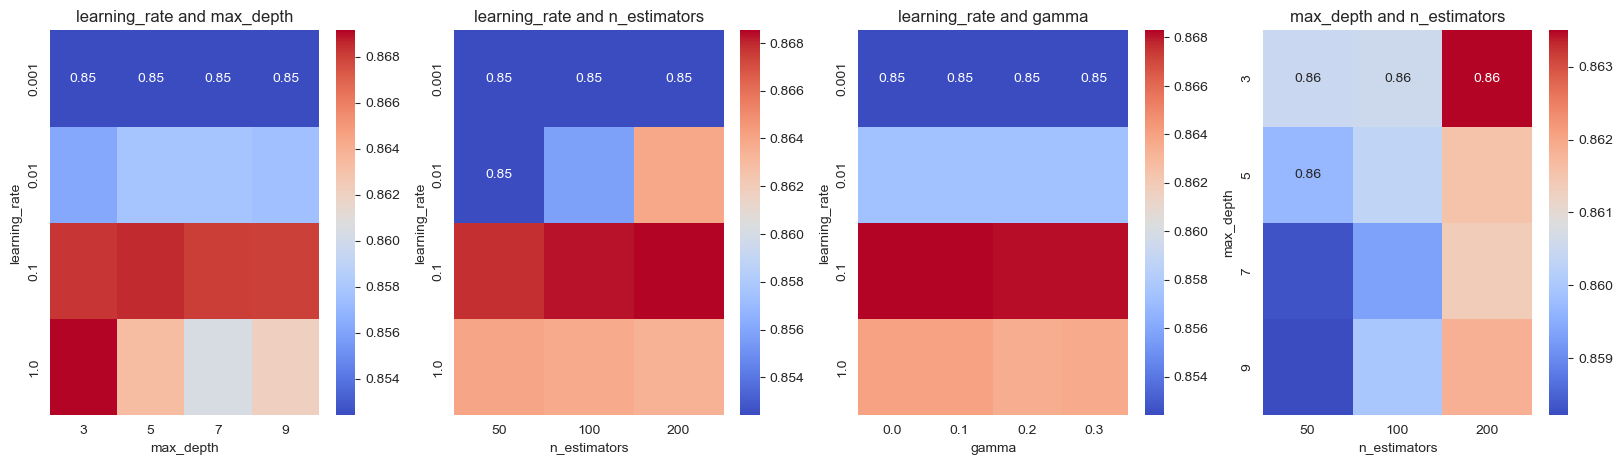 learning_rate and max_depth
learning_rate
0.001
0.01
0.1
1.0
0.85 0.85 0.85 0.85
3 5 7 9
max_depth
0.868
0.866
0.864
0.862
0.860
0.858
0.856
0.854
learning_rate and n_estimators
learning_rate
0.001
0.01
0.1
1.0
0.85 0.85 0.85
0.85
50 100 200
n_estimators
0.868
0.866
0.864
0.862
0.860
0.858
0.856
0.854
learning_rate and gamma
learning_rate
0.001
0.01
0.1
1.0
0.85 0.85 0.85 0.85
0.0 0.1 0.2 0.3
gamma
0.868
0.866
0.864
0.862
0.860
0.858
0.856
0.854
max_depth and n_estimators
max_depth
3
5
7
9
0.86 0.86 0.86
0.86
50 100 200
n_estimators
0.863
0.862
0.861
0.860
0.859